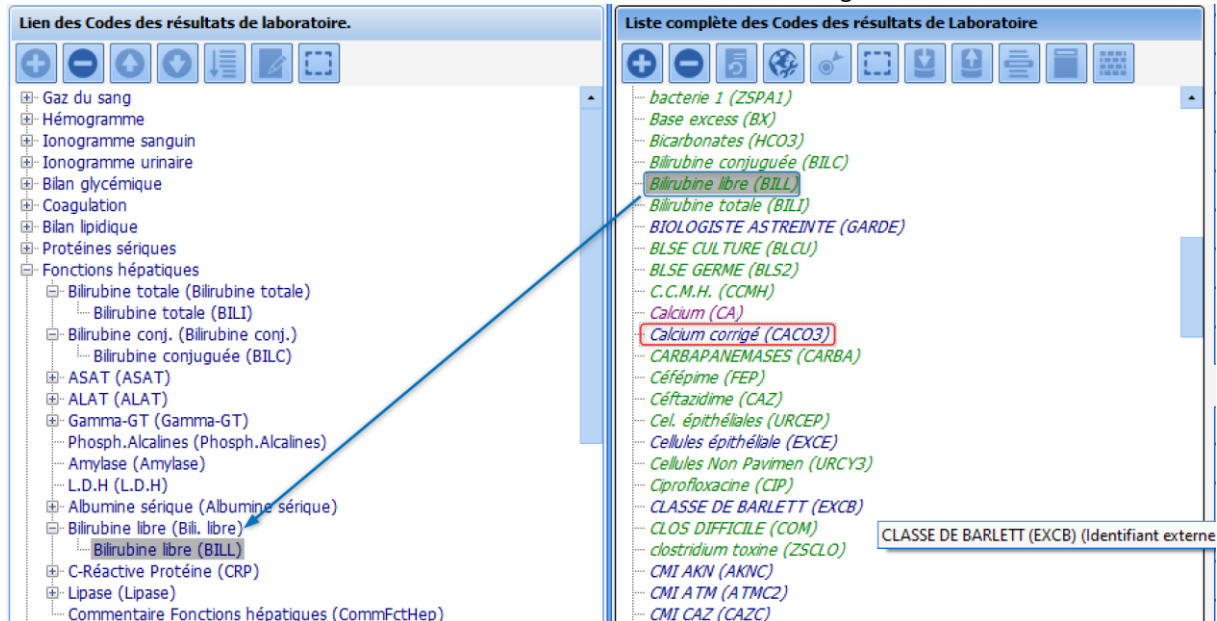 Lien des Codes des résultats de laboratoire.
Gaz du sang
Hémogramme
Ionogramme sanguin
Ionogramme urinaire
Bilan glycémique
Coagulation
Bilan lipidique
Protéines sériques
Fonctions hépatiques
Bilirubine totale (Bilirubine totale)
Bilirubine totale (BILI)
Bilirubine conj. (Bilirubine conj.)
Bilirubine conjuguée (BILC)
ASAT (ASAT)
ALAT (ALAT)
Gamma-GT (Gamma-GT)
Phosph.Alcalines (Phosph.Alcalines)
Amylase (Amylase)
L.D.H (L.D.H)
Albumine sérique (Albumine sérique)
Bilirubine libre (Bili. libre)
Bilirubine libre (BILL)
C-Réactive Protéine (CRP)
Lipase (Lipase)
Commentaire Fonctions hépatiques (CommFctHep)
Liste complète des Codes des résultats de Laboratoire
bacterie 1 (ZSPA1)
Base excess (BX)
Bicarbonates (HCO3)
Bilirubine conjuguée (BILC)
Bilirubine libre (BILL)
Bilirubine totale (BILI)
BIOLOGISTE ASTREINTE (GARDE)
BLSE CULTURE (BLCU)
BLSE GERME (BLS2)
C.C.M.H. (CCMH)
Calcium (CA)
Calcium corrigé (CACO3)
CARBAPANEMASES (CARBA)
Céfépime (FEP)
Céftazidime (CAZ)
Cel. épithéliales (URCEP)
Cellules épithéliale (EXCE)
Cellules Non Pavimen (URCY3)
Ciprofloxacine (CIP)
CLASSE DE BARLETT (EXCB)
CLOS DIFFICILE (COM)
CLASSE DE BARLETT (EXCB) (Identifiant externe
clostridium toxine (ZSCLO)
CMI AKN (AKNC)
CMI ATM (ATMC2)
CMI CAZ (CAZC)